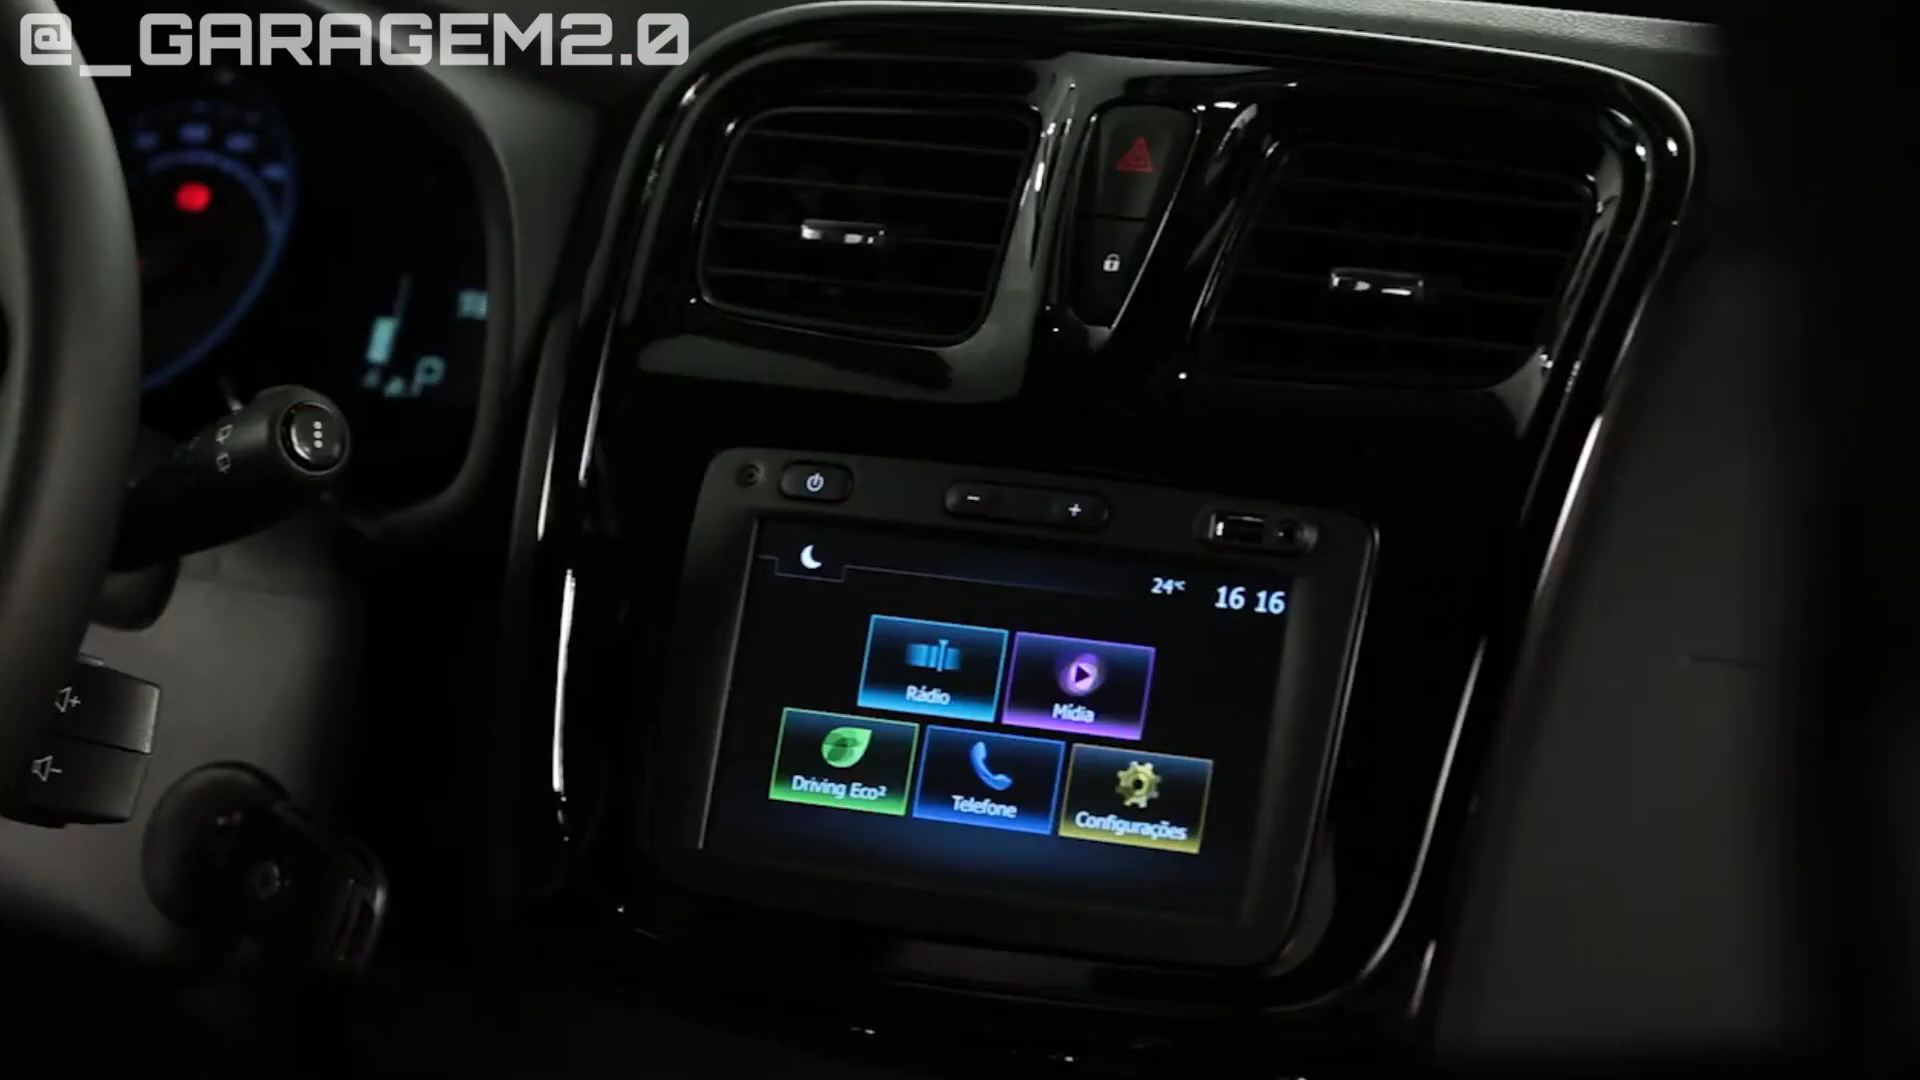 @_GARAGEM2.0
P
24°C 16 16
Rádio
Mídia
Driving Eco²
Telefone
Configurações